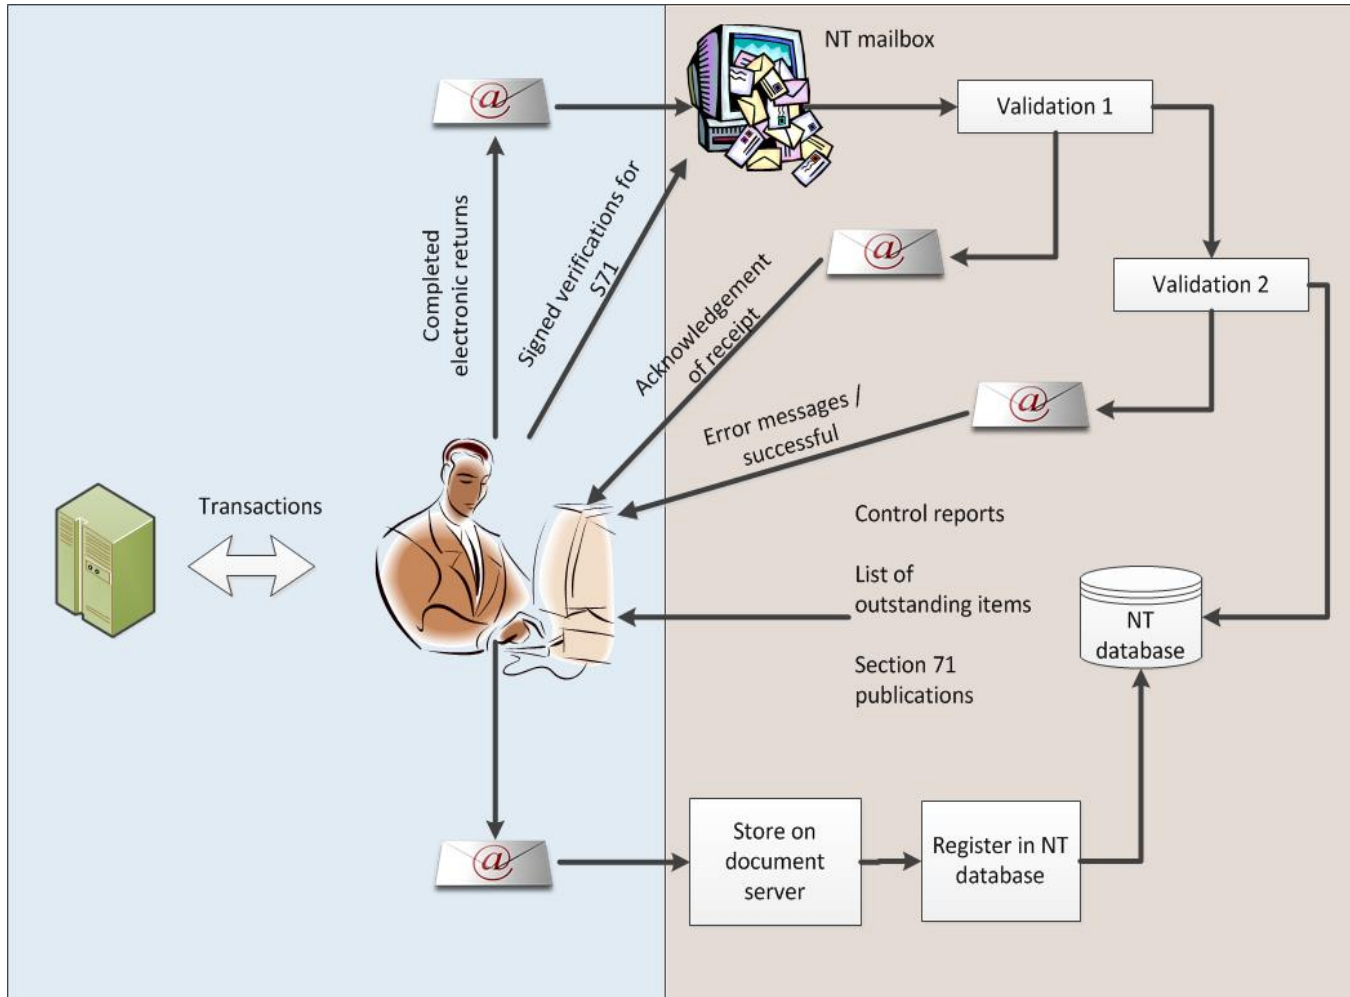 NT mailbox
Validation 1
Completed
electronic returns
Signed verifications for
S71
Acknowledgement
of receipt
Validation 2
Error messages /
successful
Transactions
Control reports
List of
outstanding items
NT
database
Section 71
publications
Store on
document
server
Register in NT
database
@
@
@
@